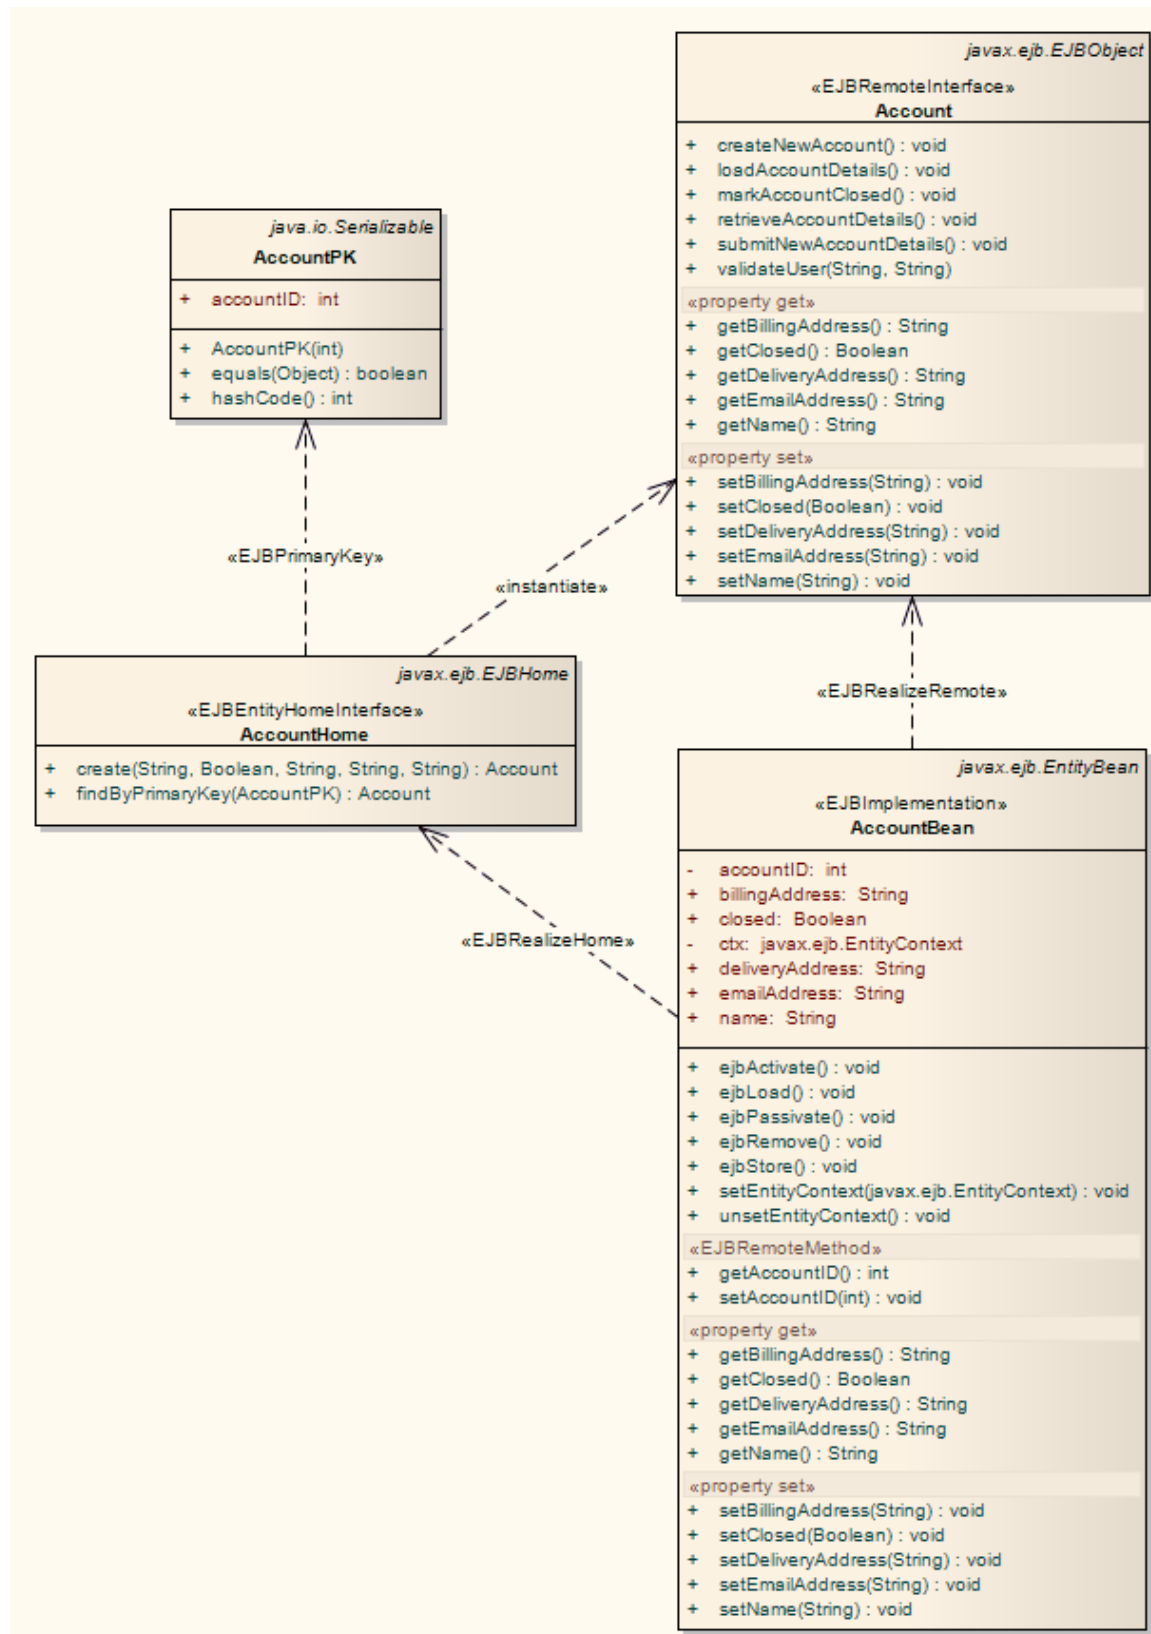 javax.ejb.EJBObject
«EJBRemoteInterface»
Account
+ createNewAccount() : void
+ loadAccountDetails() : void
+ markAccountClosed() : void
+ retrieveAccountDetails() : void
+ submitNewAccountDetails() : void
+ validateUser(String, String)
«property get»
+ getBillingAddress() : String
+ getClosed() : Boolean
+ getDeliveryAddress() : String
+ getEmailAddress() : String
+ getName() : String
«property set»
+ setBillingAddress(String) : void
+ setClosed(Boolean) : void
+ setDeliveryAddress(String) : void
+ setEmailAddress(String) : void
+ setName(String) : void
java.io.Serializable
AccountPK
+ accountID: int
+ AccountPK(int)
+ equals(Object) : boolean
+ hashCode() : int
«EJBPrimaryKey»
«instantiate»
javax.ejb.EJBHome
«EJBEntityHomeInterface»
AccountHome
+ create(String, Boolean, String, String, String) : Account
+ findByPrimaryKey(AccountPK) : Account
«EJBRealizeRemote»
«EJBRealizeHome»
javax.ejb.EntityBean
«EJBImplementation»
AccountBean
- accountID: int
+ billingAddress: String
+ closed: Boolean
- ctx: javax.ejb.EntityContext
+ deliveryAddress: String
+ emailAddress: String
+ name: String
+ ejbActivate() : void
+ ejbLoad() : void
+ ejbPassivate() : void
+ ejbRemove() : void
+ ejbStore() : void
+ setEntityContext(javax.ejb.EntityContext) : void
+ unsetEntityContext() : void
«EJBRemoteMethod»
+ getAccountID() : int
+ setAccountID(int) : void
«property get»
+ getBillingAddress() : String
+ getClosed() : Boolean
+ getDeliveryAddress() : String
+ getEmailAddress() : String
+ getName() : String
«property set»
+ setBillingAddress(String) : void
+ setClosed(Boolean) : void
+ setDeliveryAddress(String) : void
+ setEmailAddress(String) : void
+ setName(String) : void